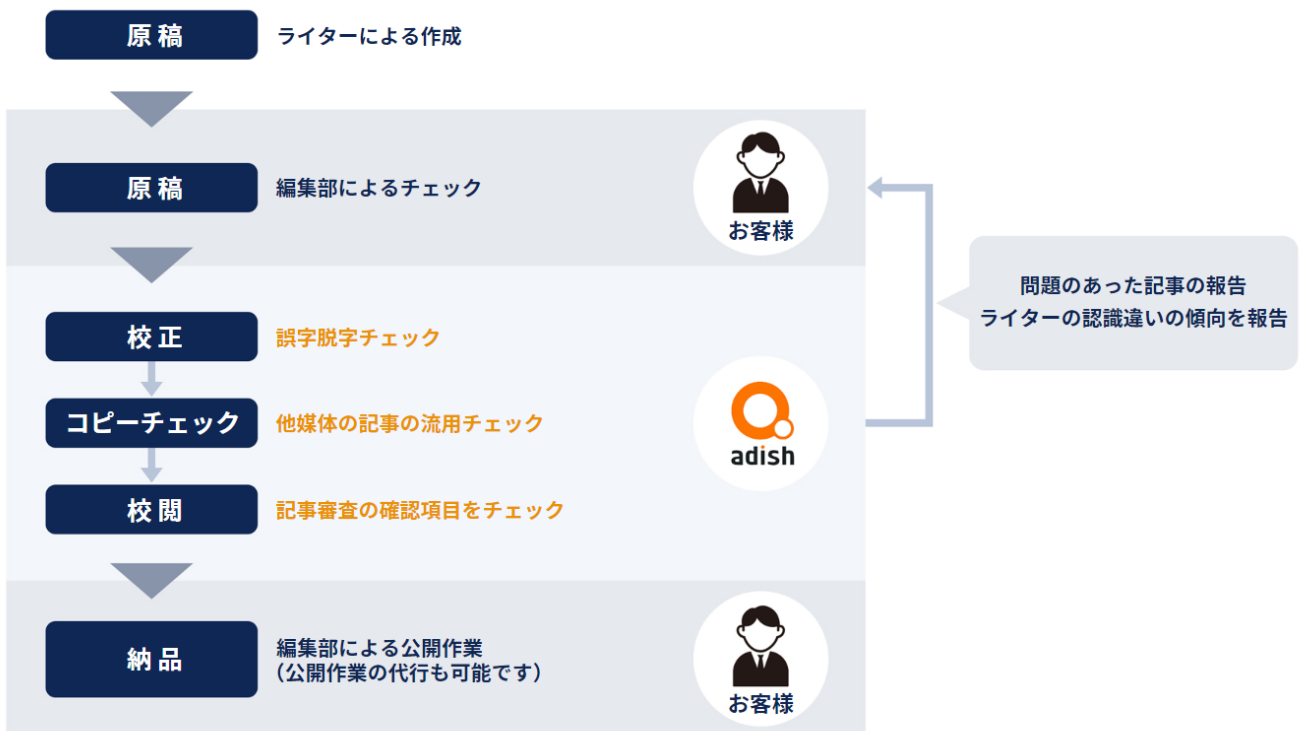 原稿
ライターによる作成
原稿
編集部によるチェック
お客様
問題のあった記事の報告
ライターの認識違いの傾向を報告
校正
誤字脱字チェック
コピーチェック
他媒体の記事の流用チェック
adish
校閲
記事審査の確認項目をチェック
納品
編集部による公開作業
（公開作業の代行も可能です）
お客様